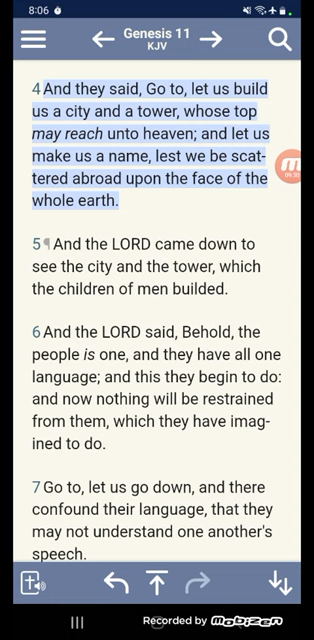 8:06
Genesis 11
KJV
4 And they said, Go to, let us build
us a city and a tower, whose top
may reach unto heaven; and let us
make us a name, lest we be scat-
tered abroad upon the face of the
whole earth.
5 ¶ And the LORD came down to
see the city and the tower, which
the children of men builded.
6 And the LORD said, Behold, the
people is one, and they have all one
language; and this they begin to do:
and now nothing will be restrained
from them, which they have imag-
ined to do.
7 Go to, let us go down, and there
confound their language, that they
may not understand one another's
speech.
Recorded by mobizen